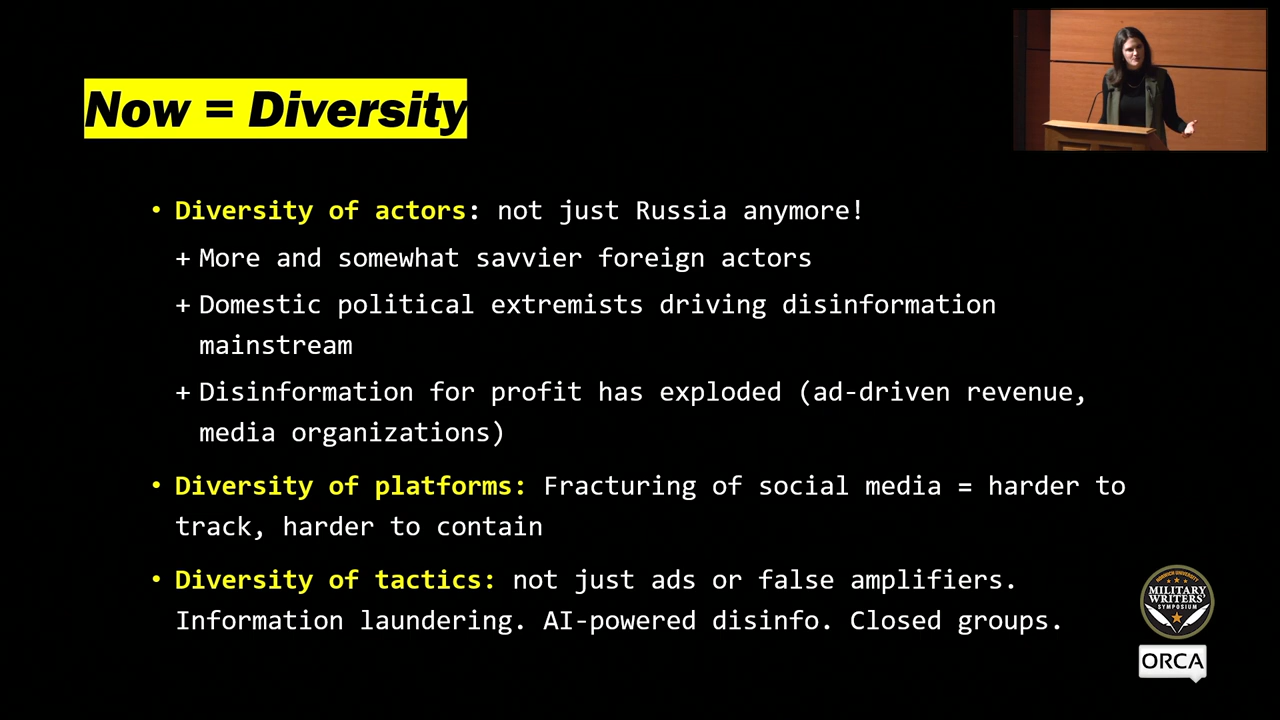 Now = Diversity
• Diversity of actors: not just Russia anymore!
+ More and somewhat savvier foreign actors
+ Domestic political extremists driving disinformation
mainstream
+ Disinformation for profit has exploded (ad-driven revenue,
media organizations)
• Diversity of platforms: Fracturing of social media = harder to
track, harder to contain
• Diversity of tactics: not just ads or false amplifiers.
Information laundering. AI-powered disinfo. Closed groups.
NORWICH UNIVERSITY
MILITARY
WRITERS'
SYMPOSIUM
ORCA